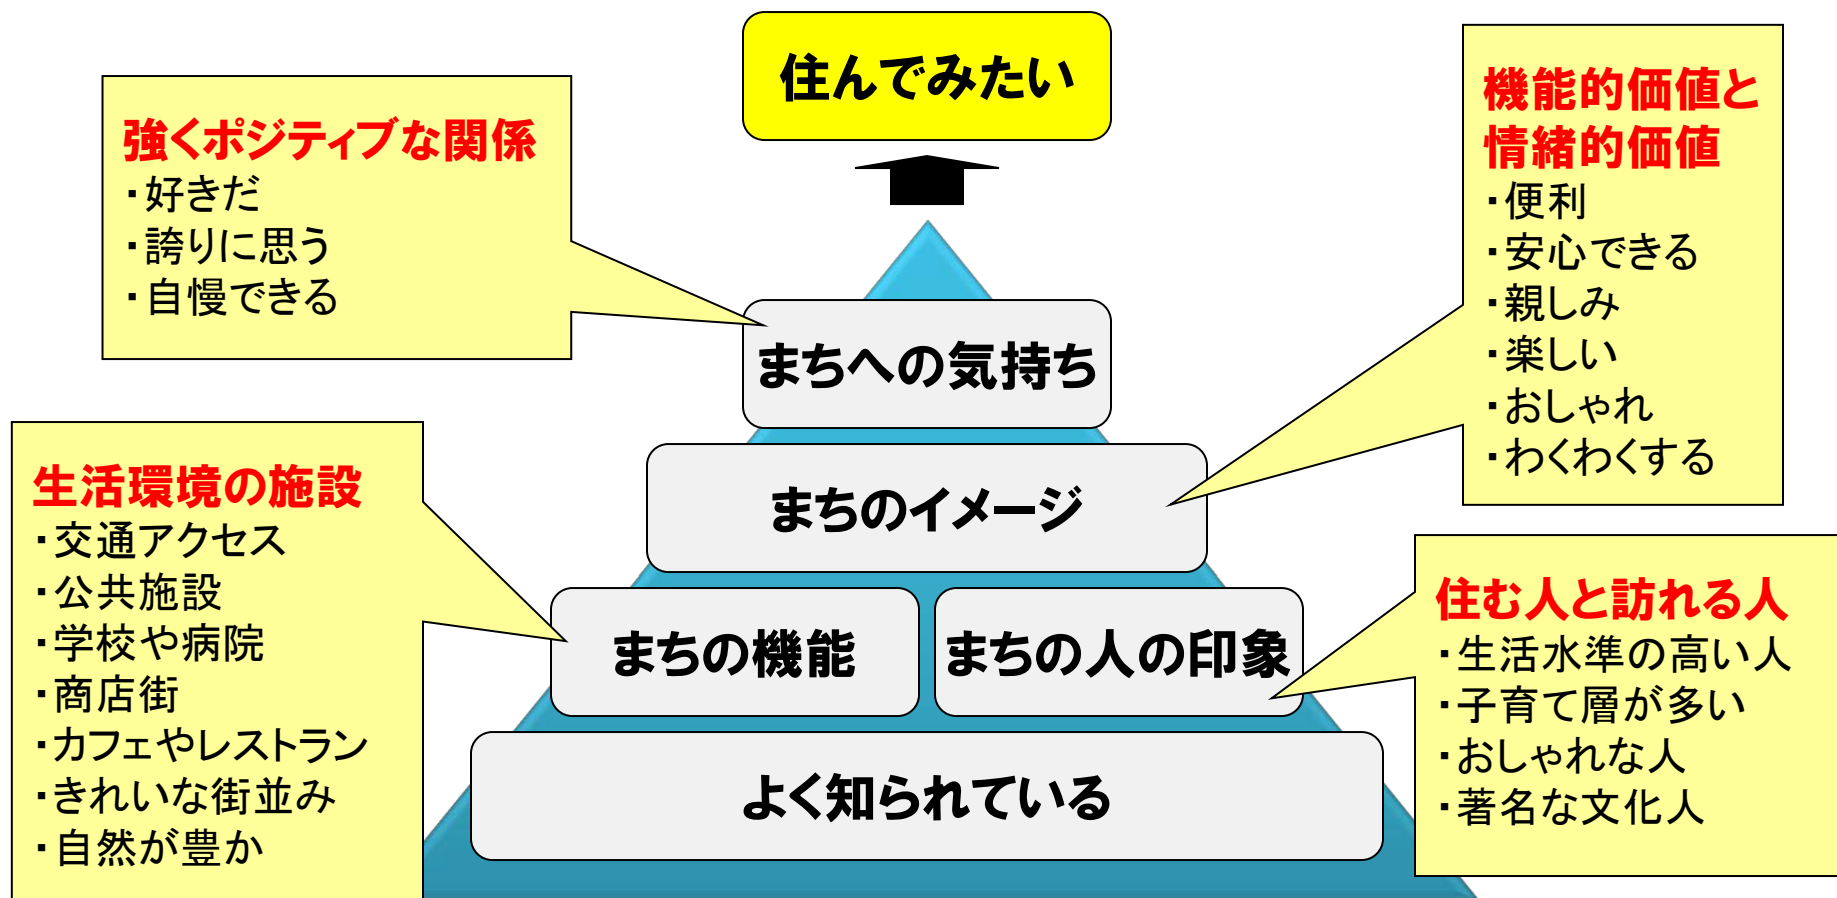 住んでみたい
強くポジティブな関係
・好きだ
・誇りに思う
・自慢できる
機能的価値と
情緒的価値
・便利
・安心できる
・親しみ
・楽しい
・おしゃれ
・わくわくする
まちへの気持ち
まちのイメージ
生活環境の施設
・交通アクセス
・公共施設
・学校や病院
・商店街
・カフェやレストラン
・きれいな街並み
・自然が豊か
まちの機能
まちの人の印象
住む人と訪れる人
・生活水準の高い人
・子育て層が多い
・おしゃれな人
・著名な文化人
よく知られている